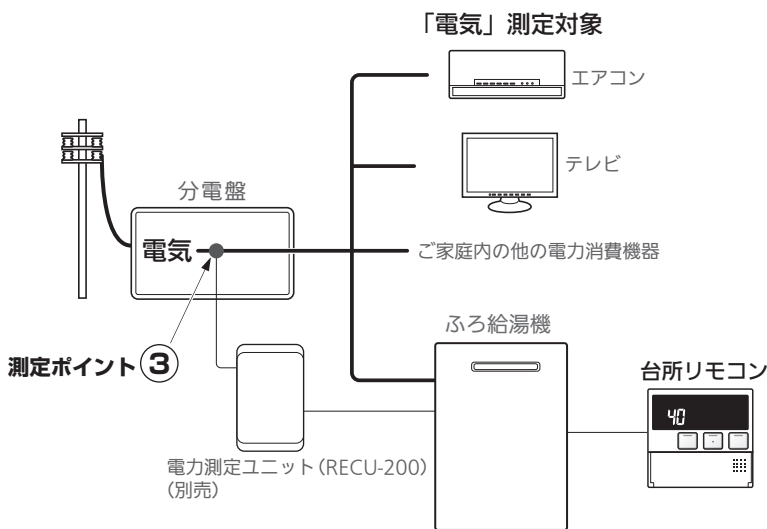 「電気」測定対象
エアコン
テレビ
分電盤
電気
ご家庭内の他の電力消費機器
測定ポイント③
ふろ給湯機
台所リモコン
40
電力測定ユニット(RECU-200)
(別売)